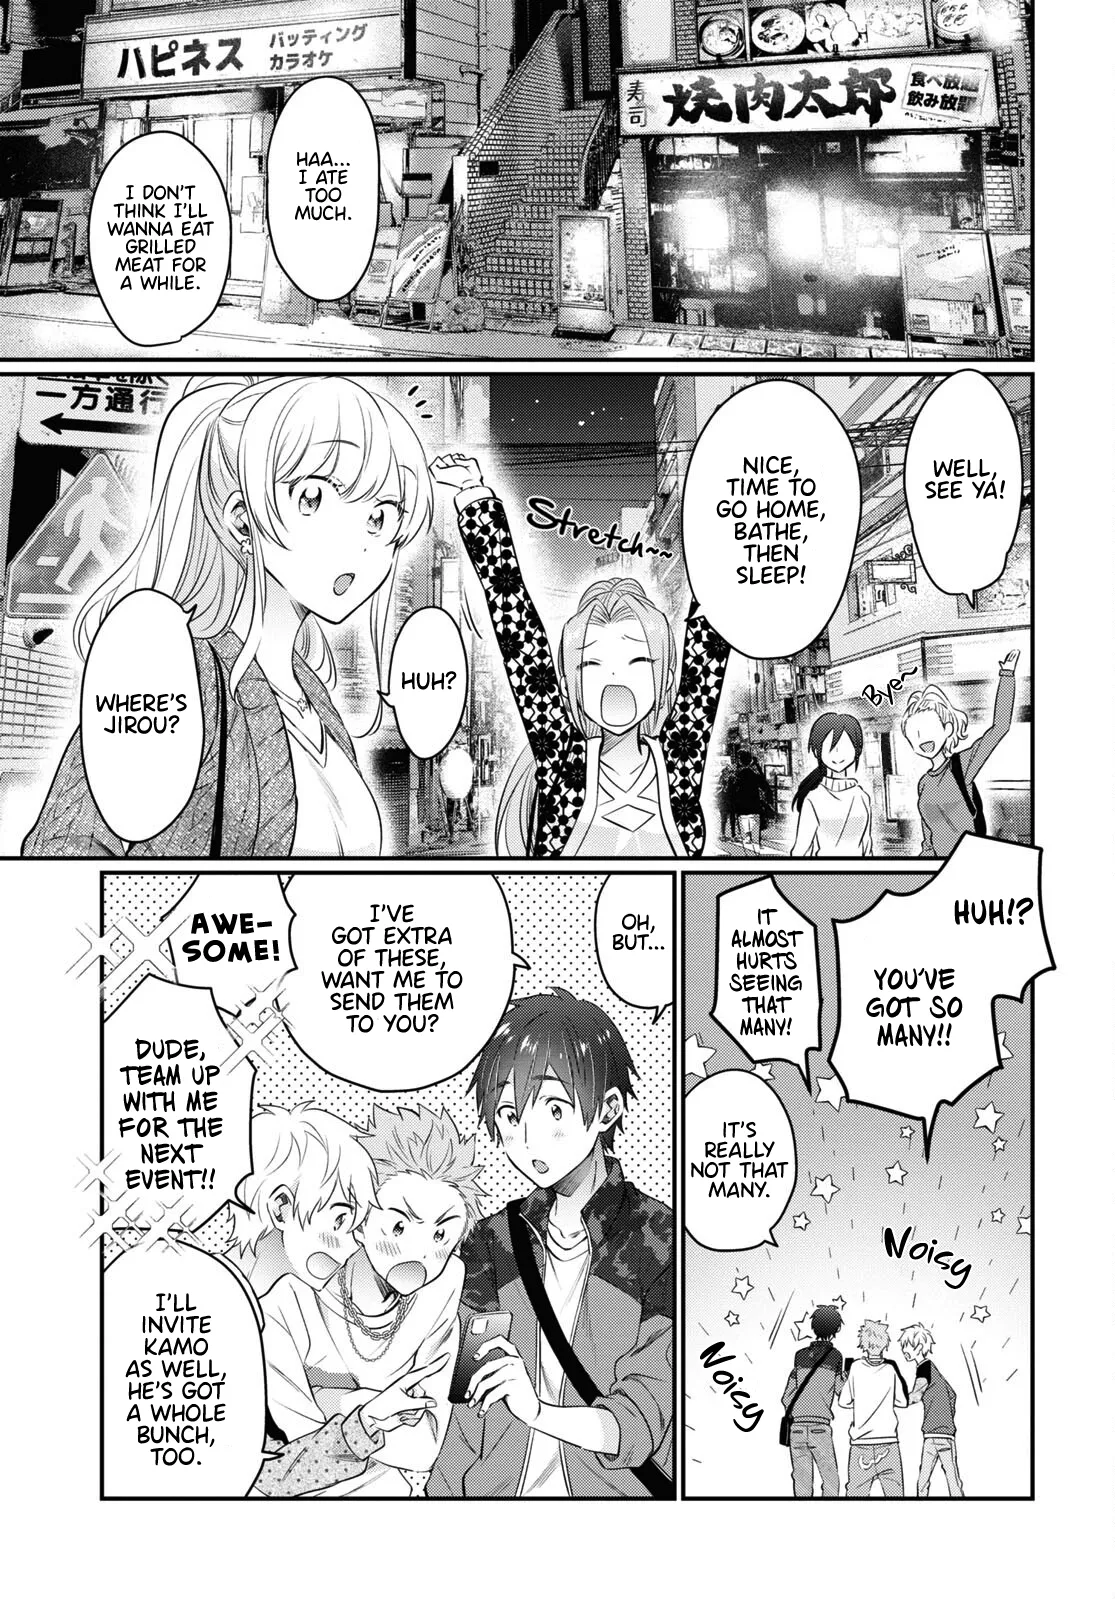 寿司
焼肉太郎
食べ放題
飲み放題
ハピネス
バッティング
カラオケ
HAA...
I ATE
TOO
MUCH.
I DON'T
THINK I'LL
WANNA EAT
GRILLED
MEAT FOR
A WHILE.
WELL,
SEE YA!
Bye~
NICE,
TIME TO
GO HOME,
BATHE,
THEN
SLEEP!
Stretch~~
HUH?
一方通行
WHERE'S
JIROU?
HUH!?
YOU'VE
GOT SO
MANY!!
IT
ALMOST
HURTS
SEEING
THAT
MANY!
IT'S
REALLY
NOT THAT
MANY.
Noisy
Noisy
OH,
BUT...
I'VE
GOT EXTRA
OF THESE,
WANT ME TO
SEND THEM
TO YOU?
AWE-
SOME!
DUDE,
TEAM UP
WITH ME
FOR THE
NEXT
EVENT!!
I'LL
INVITE
KAMO
AS WELL,
HE'S GOT
A WHOLE
BUNCH,
TOO.